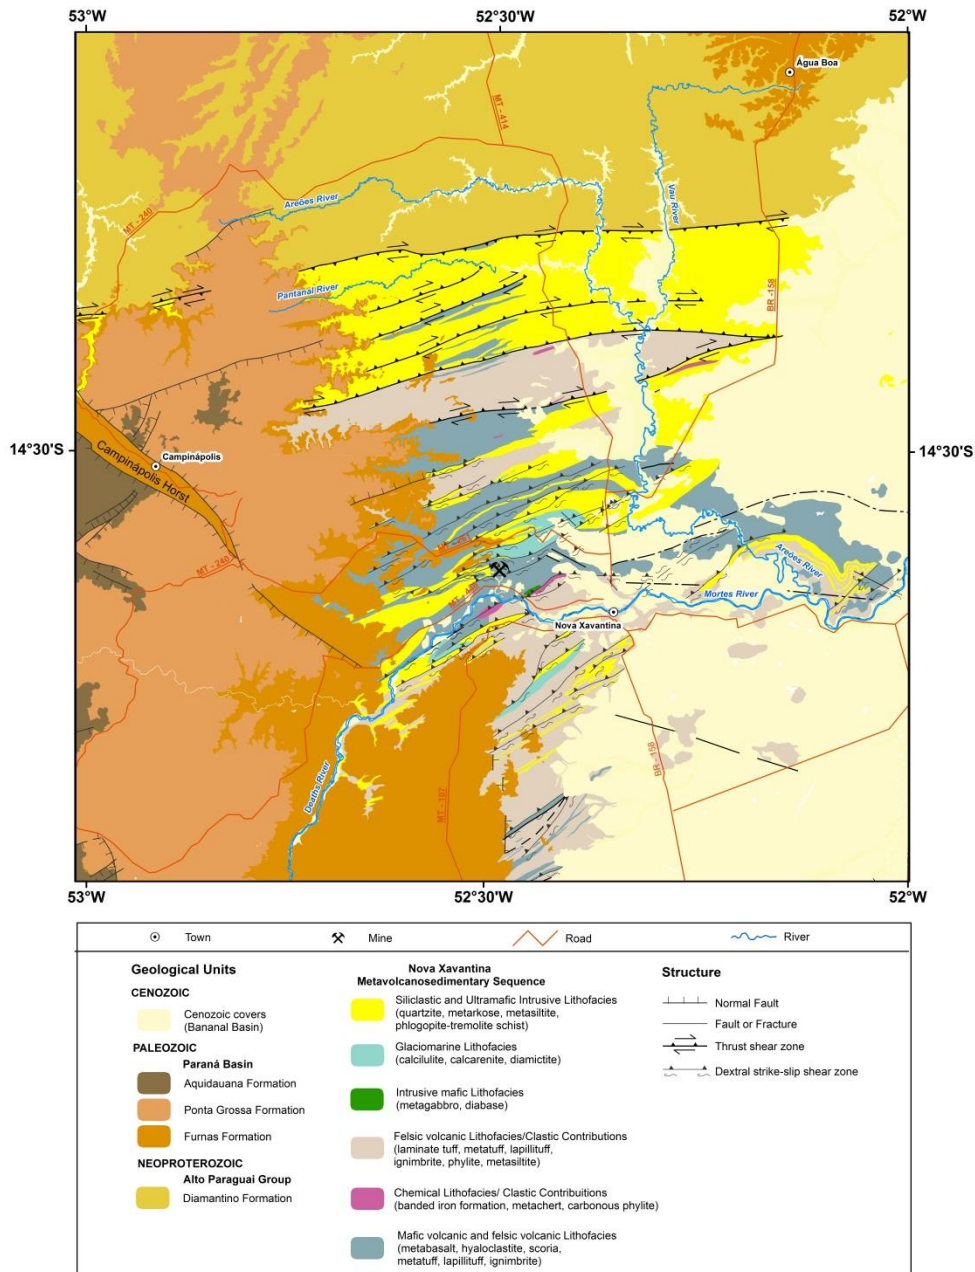 53°W 52°30'W 52°W
Água Boa
MT - 414
Areões River
Vau River
MT - 240
Pantanal River
BR -158
14°30'S 14°30'S
Campinápolis
Campinápolis Horst
MT - 240
Areões River
Mortes River
Nova Xavantina
BR - 158
Deaths River
MT - 107
53°W 52°30'W 52°W
Town Mine Road River
Geological Units
CENOZOIC
Cenozoic covers
(Bananal Basin)
PALEOZOIC
Paraná Basin
Aquidauana Formation
Ponta Grossa Formation
Furnas Formation
NEOPROTEROZOIC
Alto Paraguai Group
Diamantino Formation
Nova Xavantina
Metavolcanosedimentary Sequence
Siliclastic and Ultramafic Intrusive Lithofacies
(quartzite, metarkose, metasiltite,
phlogopite-tremolite schist)
Glaciomarine Lithofacies
(calcilulite, calcarenite, diamictite)
Intrusive mafic Lithofacies
(metagabbro, diabase)
Felsic volcanic Lithofacies/Clastic Contributions
(laminate tuff, metatuff, lapillituff,
ignimbrite, phylite, metasiltite)
Chemical Lithofacies/ Clastic Contribuitions
(banded iron formation, metachert, carbonous phylite)
Mafic volcanic and felsic volcanic Lithofacies
(metabasalt, hyaloclastite, scoria,
metatuff, lapillituff, ignimbrite)
Structure
Normal Fault
Fault or Fracture
Thrust shear zone
Dextral strike-slip shear zone